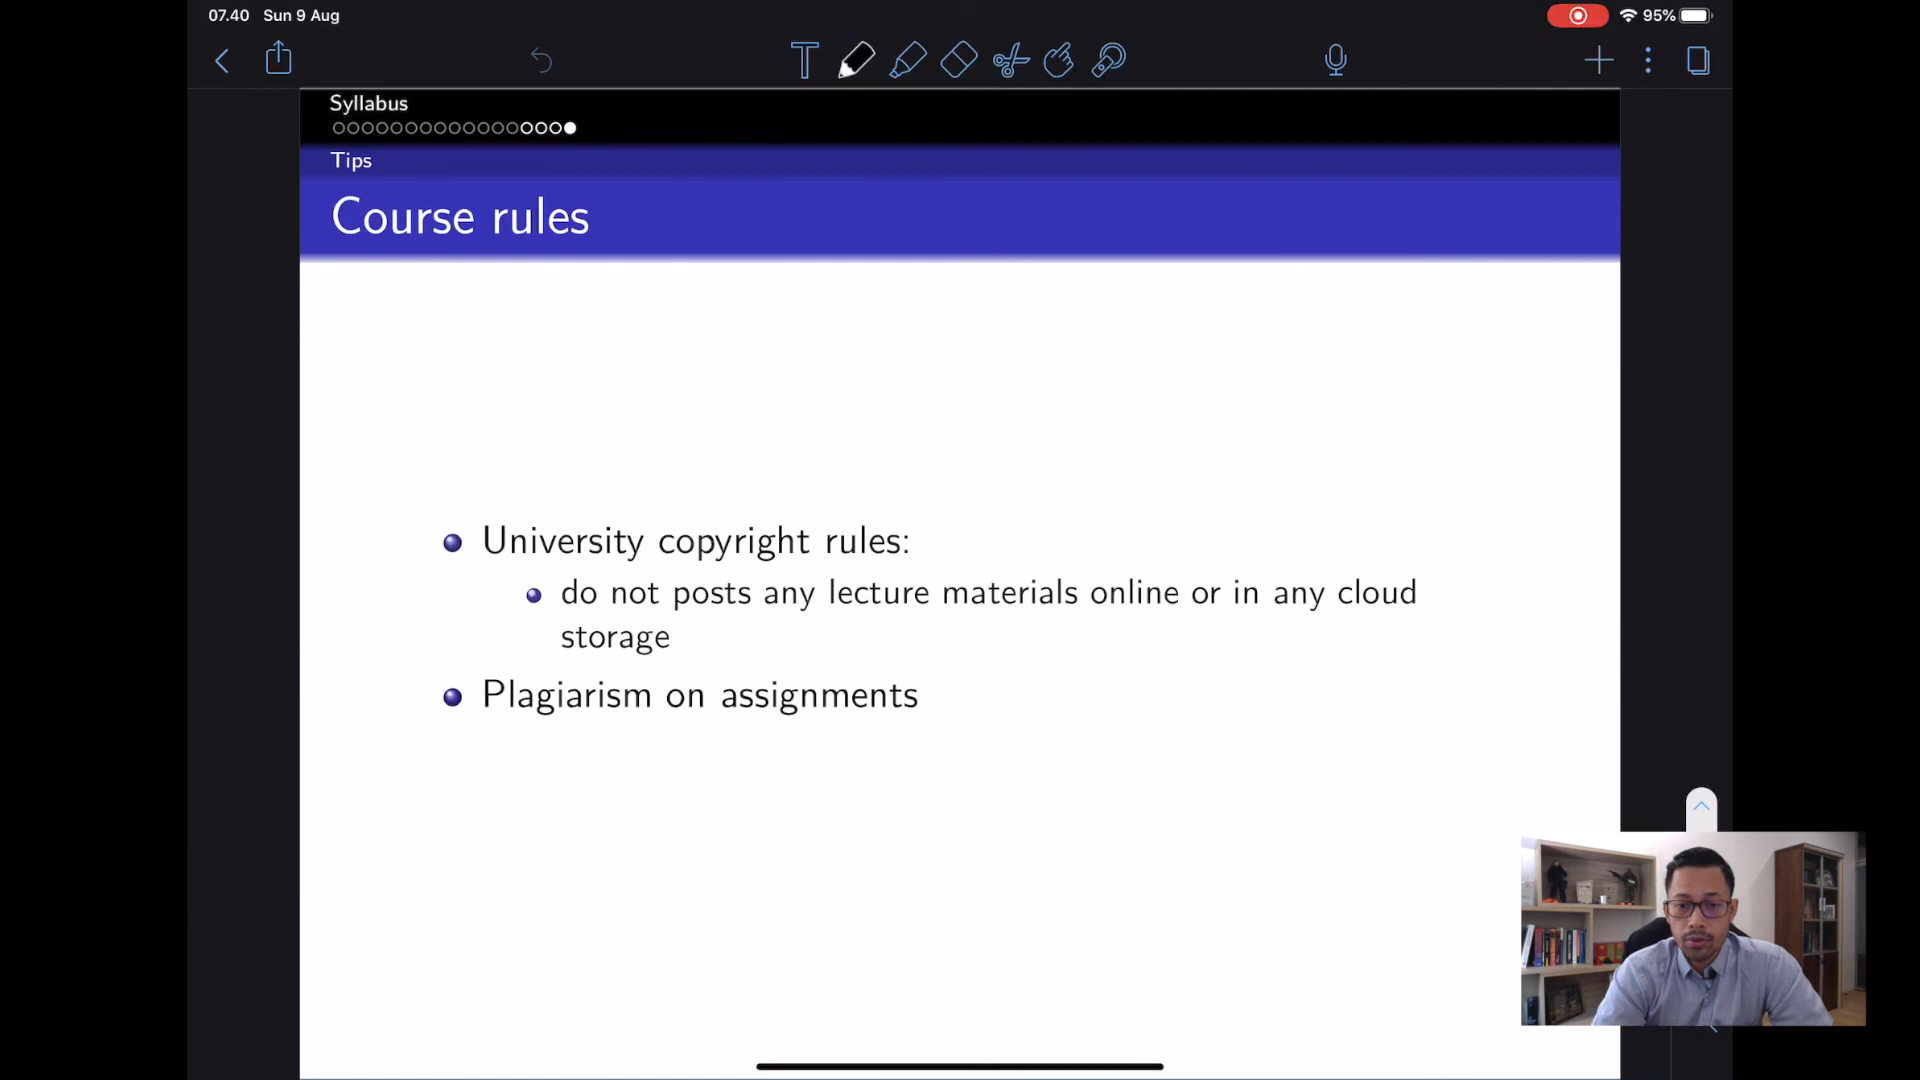 07.40 Sun 9 Aug
95%
T
Syllabus
Tips
Course rules
University copyright rules:
do not posts any lecture materials online or in any cloud
storage
Plagiarism on assignments